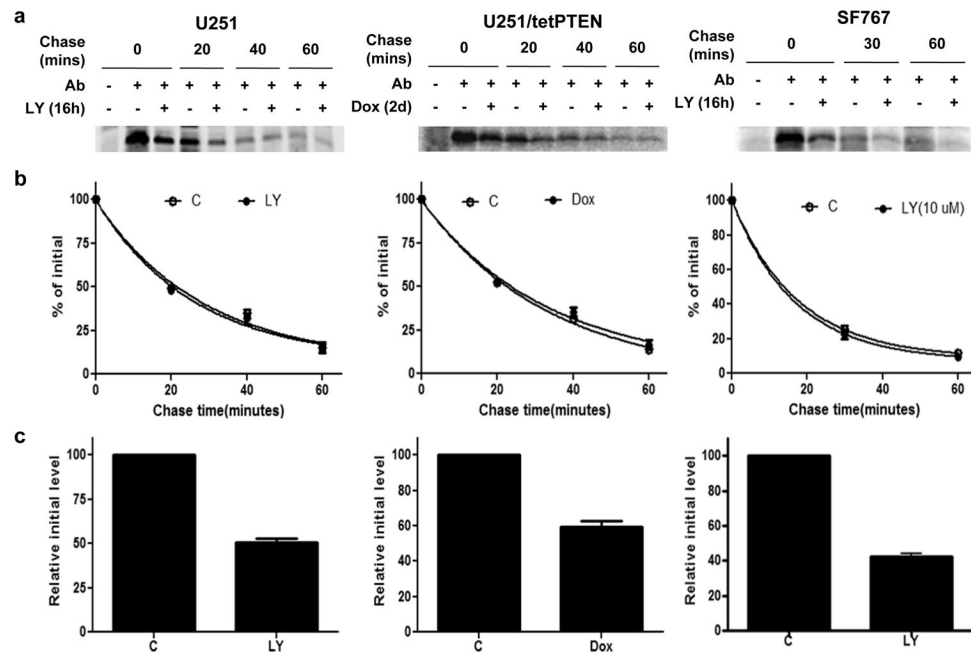 a
U251
Chase (mins) 0 20 40 60
Ab - + + + + + + + +
LY (16h) - - + - + - + - +
U251/tetPTEN
Chase (mins) 0 20 40 60
Ab - + + + + + + + +
Dox (2d) - - + - + - + - +
SF767
Chase (mins) 0 30 60
Ab - + + + + + +
LY (16h) - - + - + - +
b
% of initial
100
75
50
25
0
C LY
0 20 40 60
Chase time(minutes)
% of initial
100
75
50
25
0
C Dox
0 20 40 60
Chase time(minutes)
% of initial
100
80
60
40
20
0
C LY(10 uM)
0 20 40 60
Chase time(minutes)
c
Relative initial level
100
75
50
25
0
C LY
Relative initial level
100
80
60
40
20
0
C Dox
Relative initial level
100
80
60
40
20
0
C LY